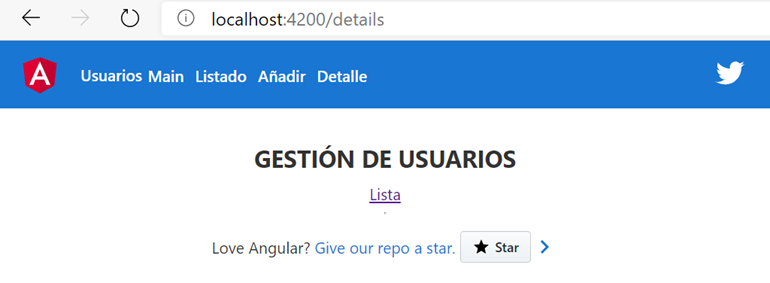 localhost:4200/details
A
Usuarios Main Listado Añadir Detalle
GESTIÓN DE USUARIOS
Lista
.
Love Angular? Give our repo a star. Star